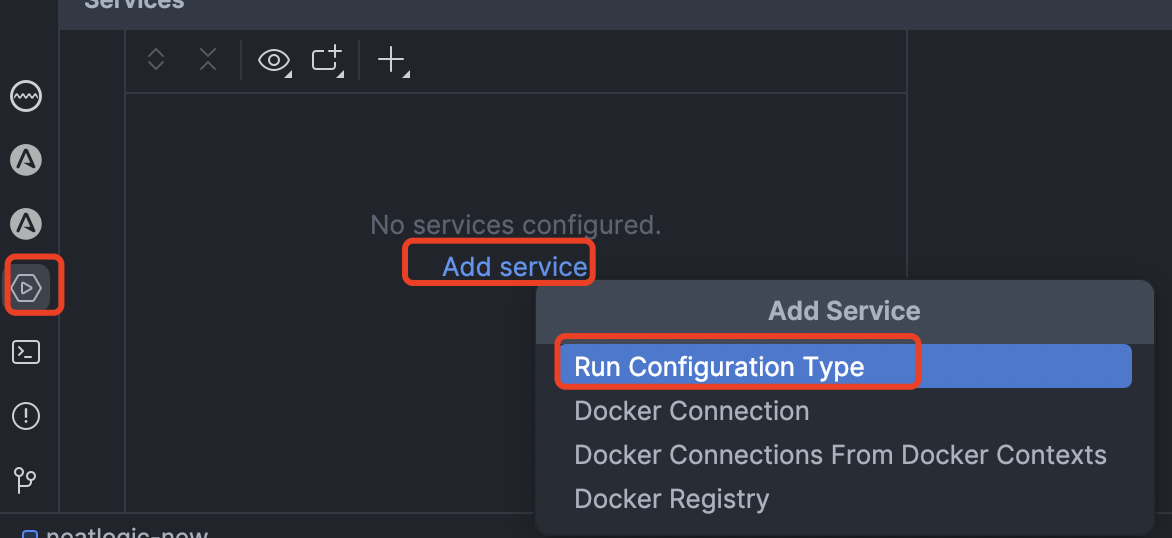 Services
No services configured.
Add service
Add Service
Run Configuration Type
Docker Connection
Docker Connections From Docker Contexts
Docker Registry
neatlogic-new